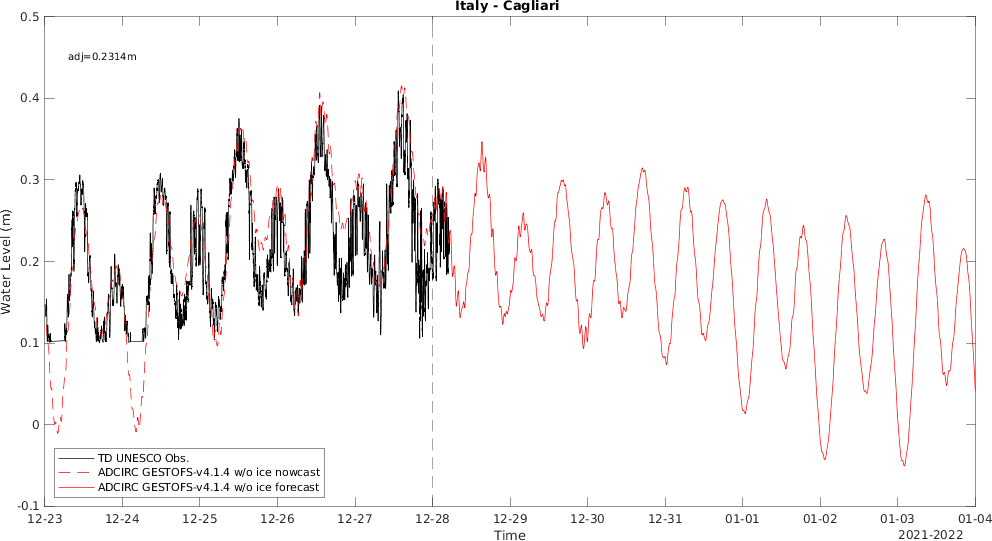 Italy - Cagliari
adj=0.2314m
0.5
0.4
0.3
0.2
0.1
0
-0.1
Water Level (m)
TD UNESCO Obs.
ADCIRC GESTOFS-v4.1.4 w/o ice nowcast
ADCIRC GESTOFS-v4.1.4 w/o ice forecast
12-23 12-24 12-25 12-26 12-27 12-28 12-29 12-30 12-31 01-01 01-02 01-03 01-04
Time
2021-2022